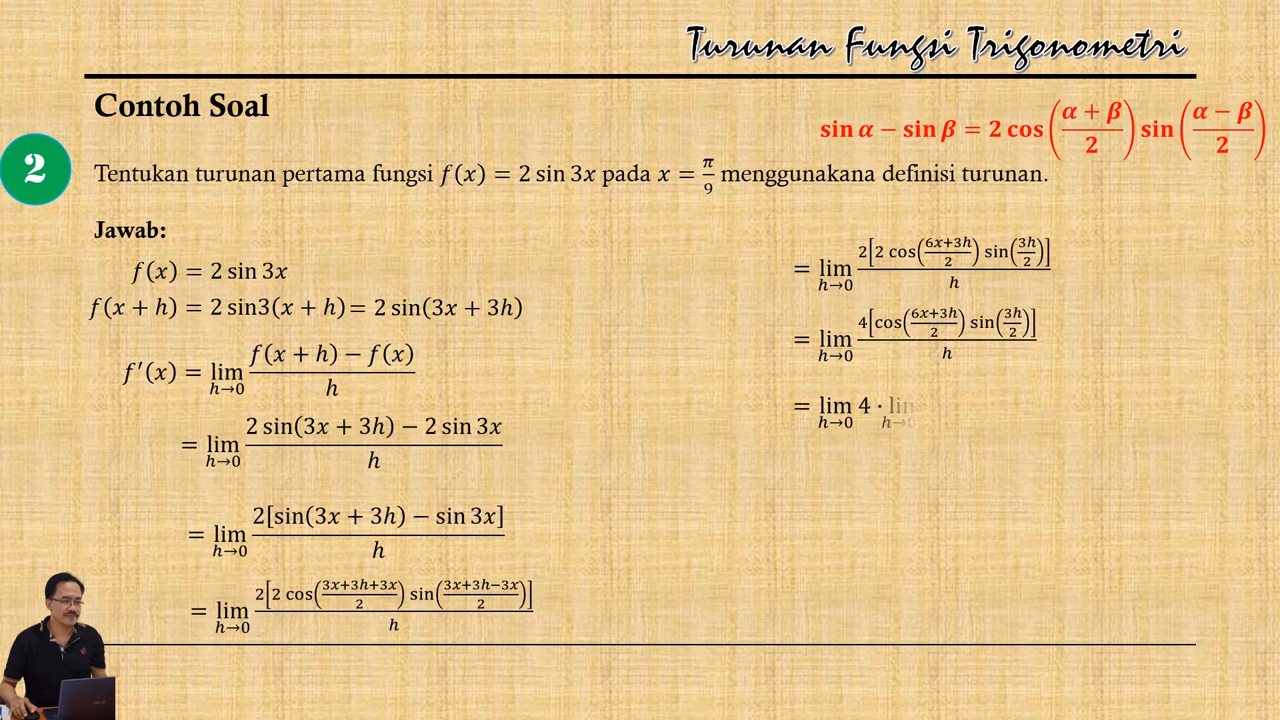 Turunan Fungsi Trigonometri
Contoh Soal
sin α − sin β = 2 cos((α + β)/2) sin((α − β)/2)
2
Tentukan turunan pertama fungsi f(x) = 2 sin 3x pada x = π/9 menggunakana definisi turunan.
Jawab:
f(x) = 2 sin 3x
f(x + h) = 2 sin3(x + h) = 2 sin(3x + 3h)
f′(x) = lim h→0 (f(x + h) − f(x))/h
= lim h→0 (2 sin(3x + 3h) − 2 sin 3x)/h
= lim h→0 (2[sin(3x + 3h) − sin 3x])/h
= lim h→0 (2[2 cos((3x+3h+3x)/2) sin((3x+3h−3x)/2)])/h
= lim h→0 (2[2 cos((6x+3h)/2) sin((3h)/2)])/h
= lim h→0 (4[cos((6x+3h)/2) sin((3h)/2)])/h
= lim h→0 4 · lim h→0